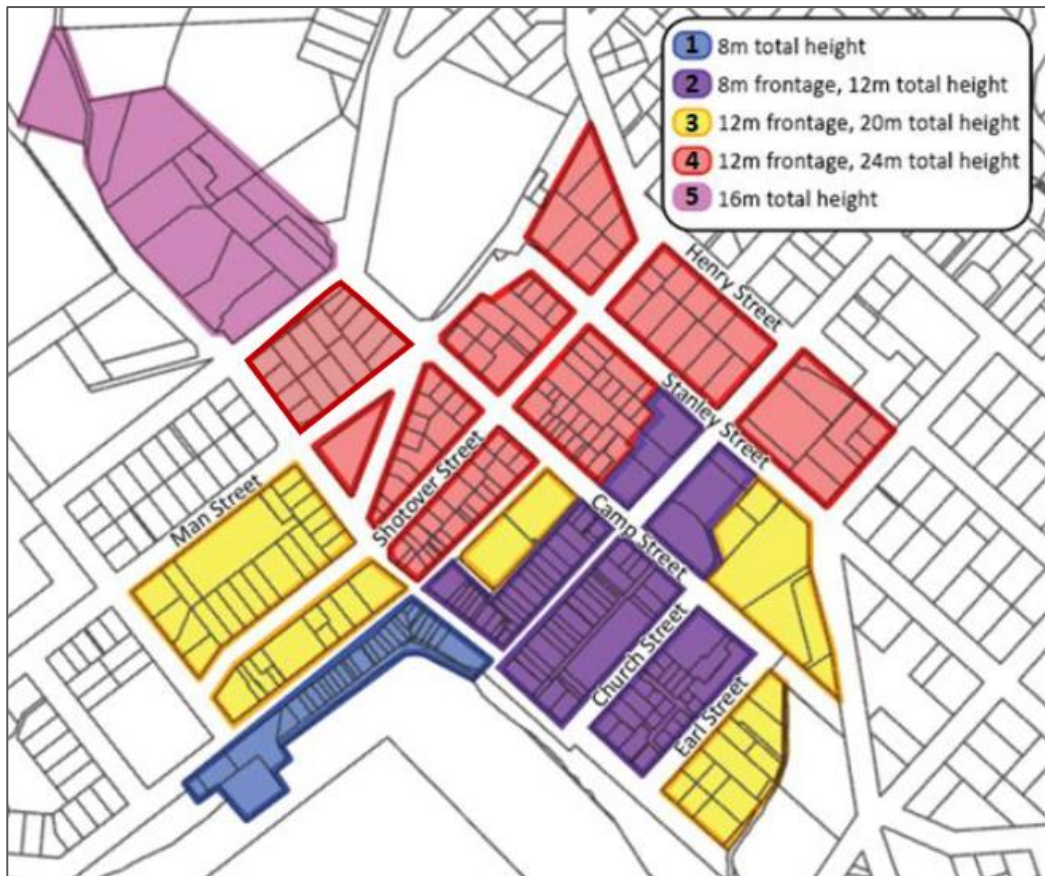 1 8m total height
2 8m frontage, 12m total height
3 12m frontage, 20m total height
4 12m frontage, 24m total height
5 16m total height
Henry Street
Stanley Street
Shotover Street
Man Street
Camp Street
Church Street
Earl Street